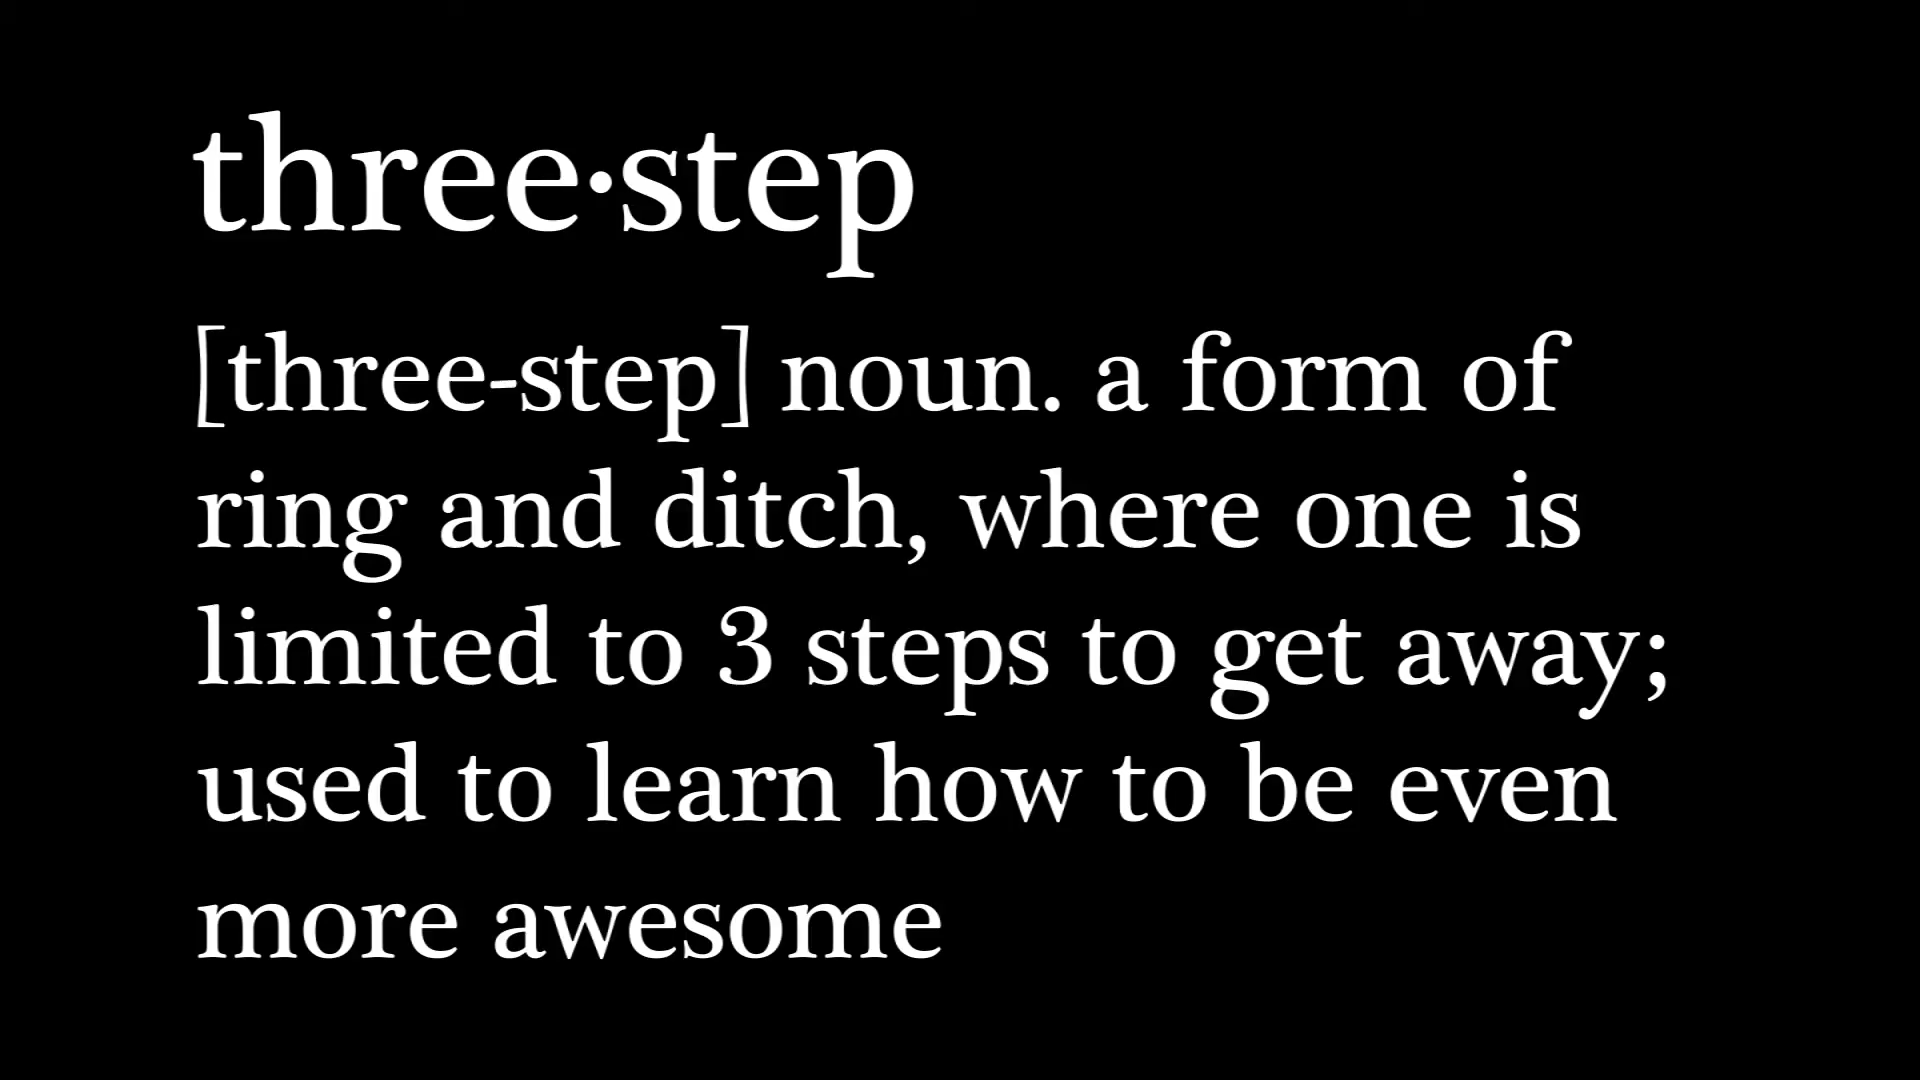 three·step
[three-step] noun. a form of
ring and ditch, where one is
limited to 3 steps to get away;
used to learn how to be even
more awesome